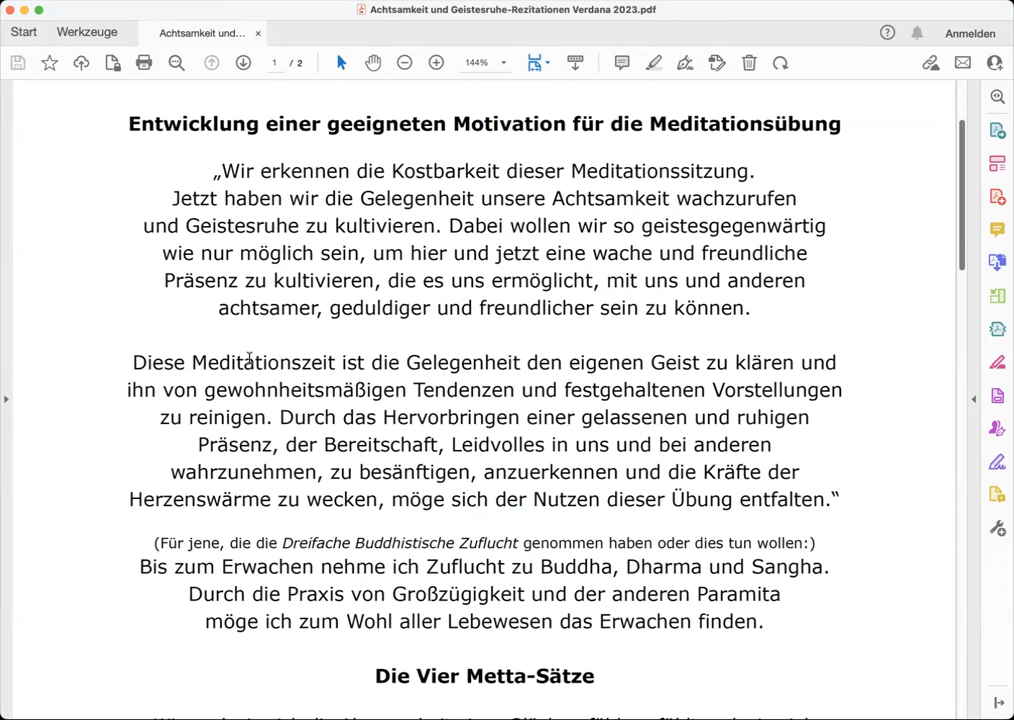 Achtsamkeit und Geistesruhe-Rezitationen Verdana 2023.pdf
Start Werkzeuge Achtsamkeit und... × Anmelden
1 / 2 144%
Entwicklung einer geeigneten Motivation für die Meditationsübung
„Wir erkennen die Kostbarkeit dieser Meditationssitzung.
Jetzt haben wir die Gelegenheit unsere Achtsamkeit wachzurufen
und Geistesruhe zu kultivieren. Dabei wollen wir so geistesgegenwärtig
wie nur möglich sein, um hier und jetzt eine wache und freundliche
Präsenz zu kultivieren, die es uns ermöglicht, mit uns und anderen
achtsamer, geduldiger und freundlicher sein zu können.
Diese Meditationszeit ist die Gelegenheit den eigenen Geist zu klären und
ihn von gewohnheitsmäßigen Tendenzen und festgehaltenen Vorstellungen
zu reinigen. Durch das Hervorbringen einer gelassenen und ruhigen
Präsenz, der Bereitschaft, Leidvolles in uns und bei anderen
wahrzunehmen, zu besänftigen, anzuerkennen und die Kräfte der
Herzenswärme zu wecken, möge sich der Nutzen dieser Übung entfalten.“
(Für jene, die die Dreifache Buddhistische Zuflucht genommen haben oder dies tun wollen:)
Bis zum Erwachen nehme ich Zuflucht zu Buddha, Dharma und Sangha.
Durch die Praxis von Großzügigkeit und der anderen Paramita
möge ich zum Wohl aller Lebewesen das Erwachen finden.
Die Vier Metta-Sätze